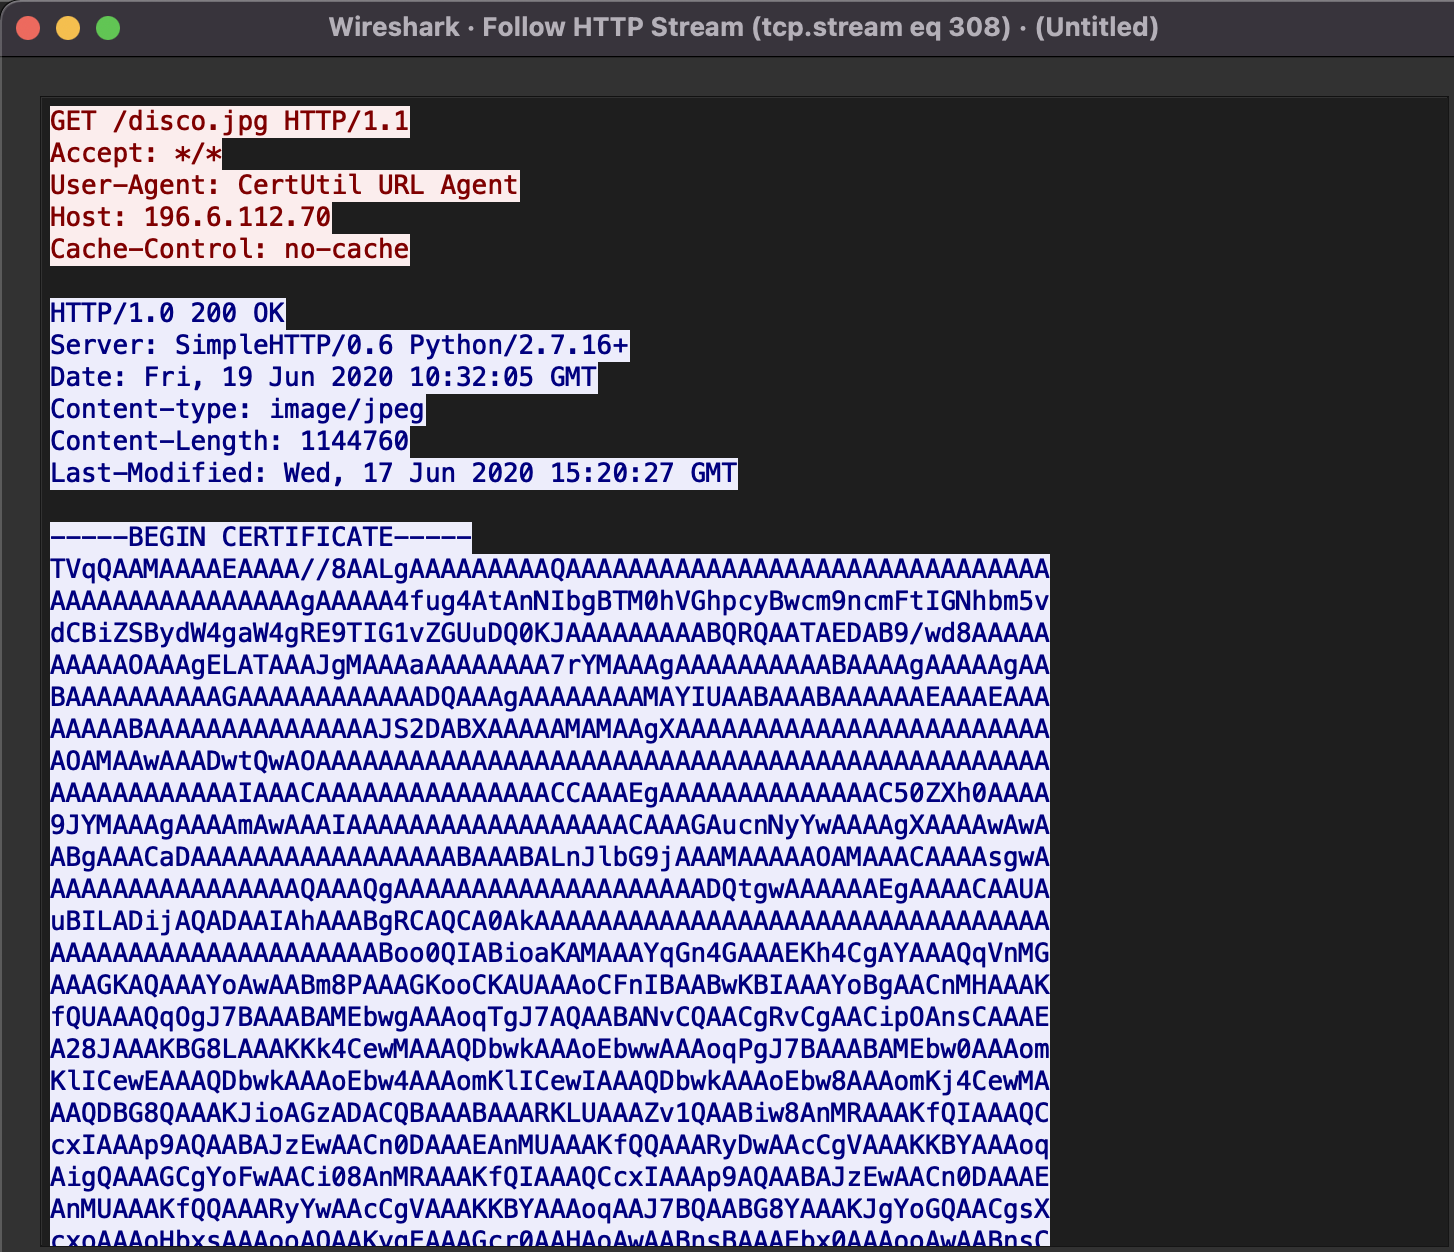 Wireshark · Follow HTTP Stream (tcp.stream eq 308) · (Untitled)
GET /disco.jpg HTTP/1.1
Accept: */*
User-Agent: CertUtil URL Agent
Host: 196.6.112.70
Cache-Control: no-cache
HTTP/1.0 200 OK
Server: SimpleHTTP/0.6 Python/2.7.16+
Date: Fri, 19 Jun 2020 10:32:05 GMT
Content-type: image/jpeg
Content-Length: 1144760
Last-Modified: Wed, 17 Jun 2020 15:20:27 GMT
-----BEGIN CERTIFICATE-----
TVqQAAMAAAAEAAAA//8AALgAAAAAAAAAQAAAAAAAAAAAAAAAAAAAAAAAAAAAAAAA
AAAAAAAAAAAAAAAAgAAAAA4fug4AtAnNIbgBTM0hVGhpcyBwcm9ncmFtIGNhbm5v
dCBiZSBydW4gaW4gRE9TIG1vZGUuDQ0KJAAAAAAAAABQRQAATAEDAB9/wd8AAAAA
AAAAAOAAAgELATAAAJgMAAAaAAAAAAAA7rYMAAAgAAAAAAAAAABAAAAgAAAAAgAA
BAAAAAAAAAAGAAAAAAAAAAAADQAAAgAAAAAAAAMAYIUAABAAABAAAAAAEAAAEAAA
AAAAABAAAAAAAAAAAAAAAJS2DABXAAAAAMAMAAgXAAAAAAAAAAAAAAAAAAAAAAAA
AOAMAAwAAADwtQwAOAAAAAAAAAAAAAAAAAAAAAAAAAAAAAAAAAAAAAAAAAAAAAAA
AAAAAAAAAAAAIAAACAAAAAAAAAAAAAAACCAAAEgAAAAAAAAAAAAAAC50ZXh0AAAA
9JYMAAAgAAAAmAwAAAIAAAAAAAAAAAAAAAAAACAAAGAucnNyYwAAAAgXAAAAwAwA
ABgAAACaDAAAAAAAAAAAAAAAAABAAABALnJlbG9jAAAMAAAAAOAMAAACAAAAsgwA
AAAAAAAAAAAAAAAAQAAAQgAAAAAAAAAAAAAAAAAAAADQtgwAAAAAAEgAAAACAAUA
uBILADijAQADAAIAhAAABgRCAQCA0AkAAAAAAAAAAAAAAAAAAAAAAAAAAAAAAAAA
AAAAAAAAAAAAAAAAAAAAABoo0QIABioaKAMAAAYqGn4GAAAEKh4CgAYAAAQqVnMG
AAAGKAQAAAYoAwAABm8PAAAGKooCKAUAAAoCFnIBAABwKBIAAAYoBgAACnMHAAAK
fQUAAAQqOgJ7BAAABAMEbwgAAAoqTgJ7AQAABANvCQAACgRvCgAACipOAnsCAAAE
A28JAAAKBG8LAAAKKk4CewMAAAQDbwkAAAoEbwwAAAoqPgJ7BAAABAMEbw0AAAom
KlICewEAAAQDbwkAAAoEbw4AAAomKlICewIAAAQDbwkAAAoEbw8AAAomKj4CewMA
AAQDBG8QAAAKJioAGzADACQBAAABAAARKLUAAAZv1QAABiw8AnMRAAAKfQIAAAQC
cxIAAAp9AQAABAJzEwAACn0DAAAEAnMUAAAKfQQAAARyDwAAcCgVAAAKKBYAAAoq
AigQAAAGCgYoFwAACi08AnMRAAAKfQIAAAQCcxIAAAp9AQAABAJzEwAACn0DAAAE
AnMUAAAKfQQAAARyYwAAcCgVAAAKKBYAAAoqAAJ7BQAABG8YAAAKJgYoGQAACgsX